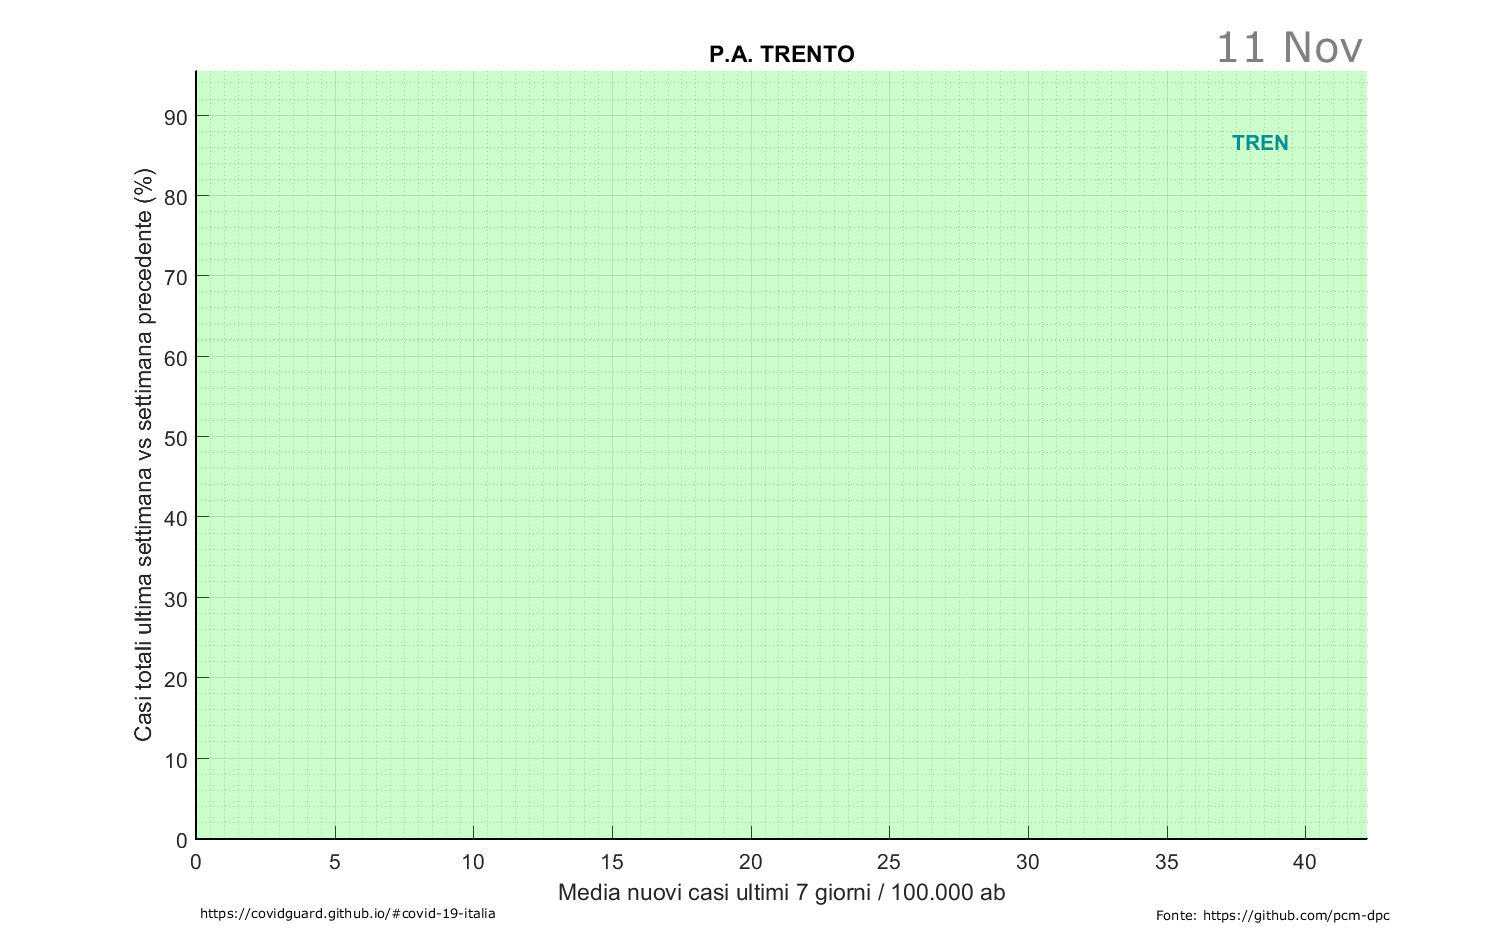 P.A. TRENTO
11 Nov
TREN
Casi totali ultima settimana vs settimana precedente (%)
90
80
70
60
50
40
30
20
10
0
0 5 10 15 20 25 30 35 40
Media nuovi casi ultimi 7 giorni / 100.000 ab
https://covidguard.github.io/#covid-19-italia
Fonte: https://github.com/pcm-dpc